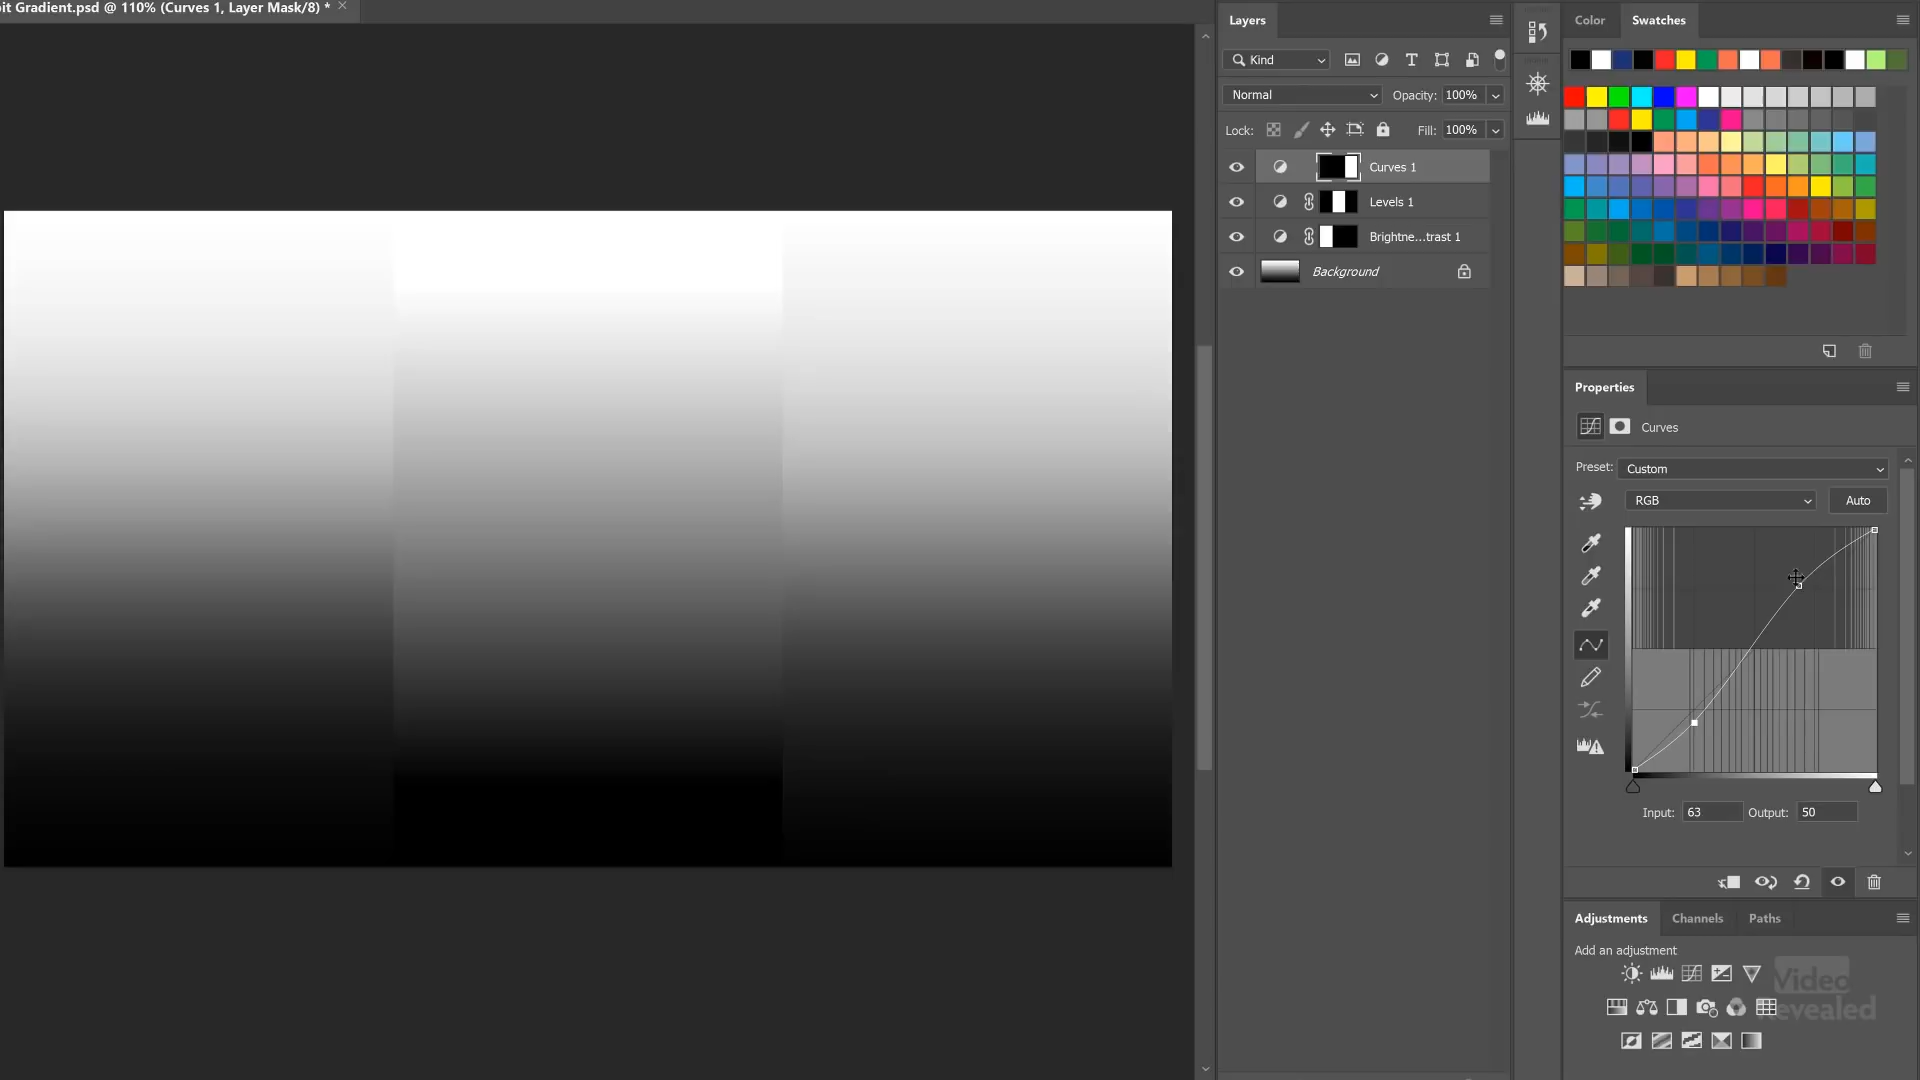 it Gradient.psd @ 110% (Curves 1, Layer Mask/8) *
Layers
Kind
Normal
Opacity: 100%
Lock:
Fill: 100%
Curves 1
Levels 1
Brightne...trast 1
Background
Color
Swatches
Properties
Curves
Preset: Custom
RGB
Auto
Input: 63
Output: 50
Adjustments
Channels
Paths
Add an adjustment
Video
Revealed